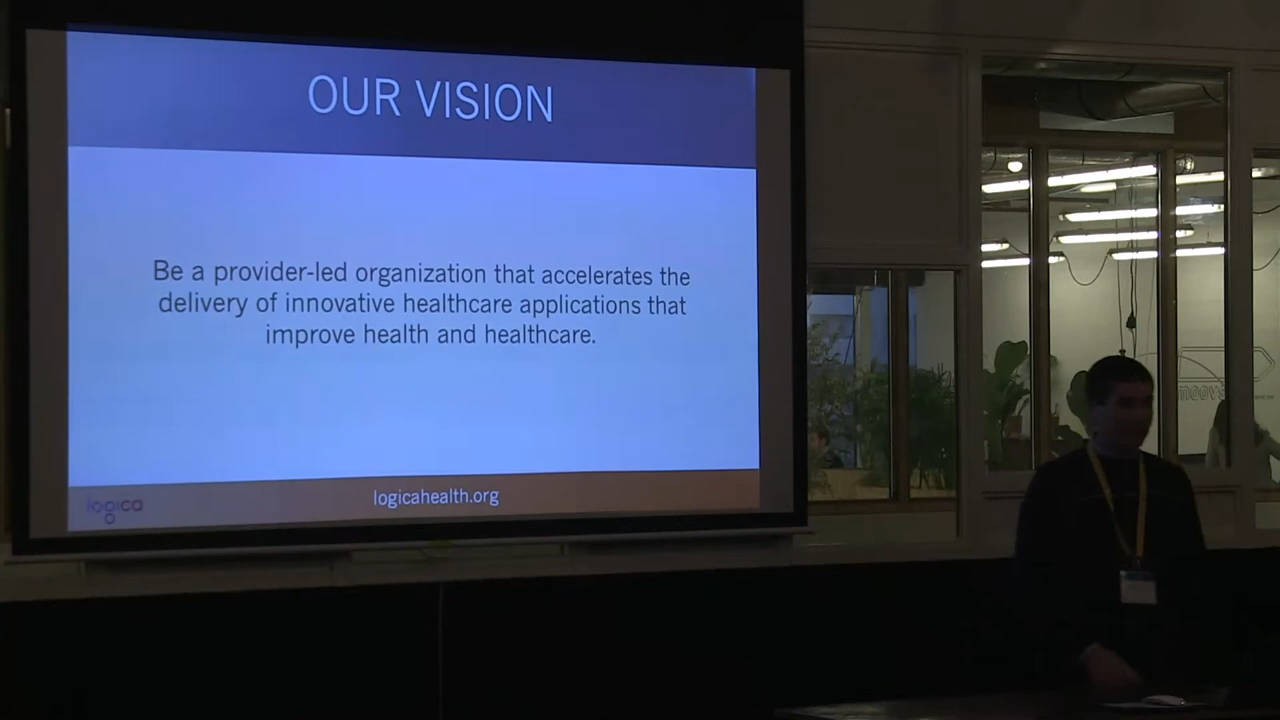 OUR VISION
Be a provider-led organization that accelerates the
delivery of innovative healthcare applications that
improve health and healthcare.
logica
logicahealth.org